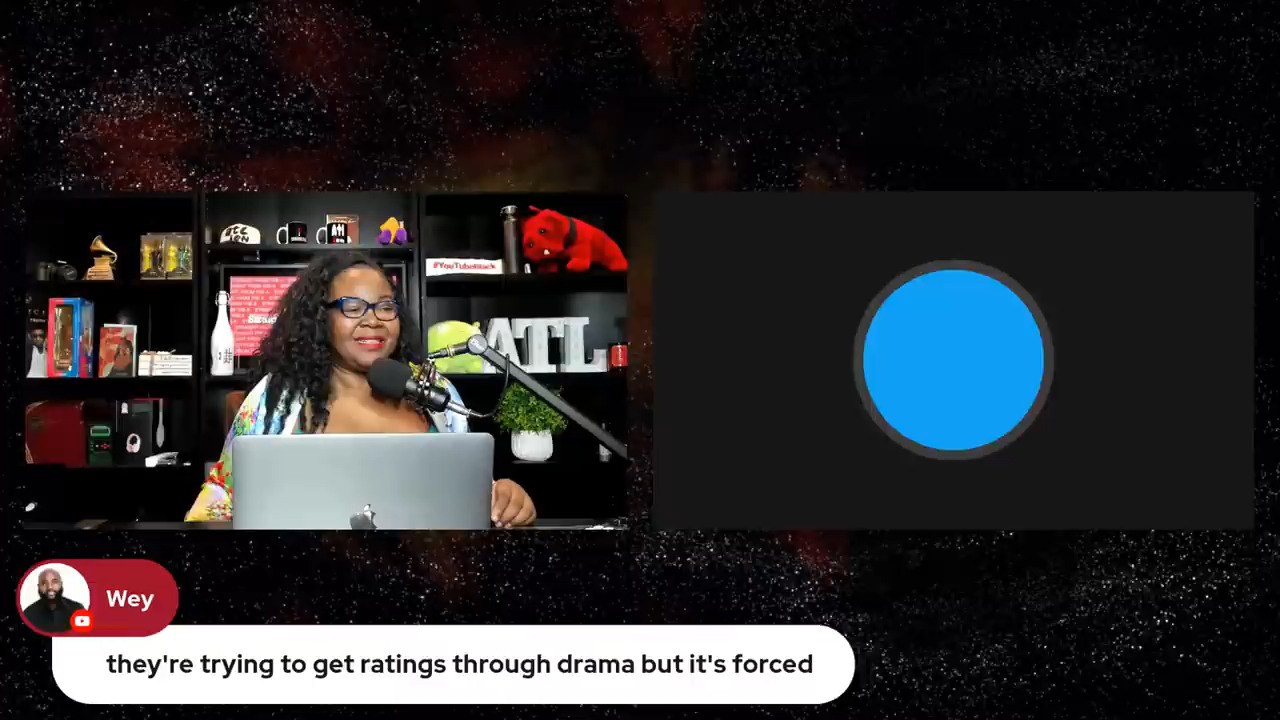 #YouTubeBlack
ATL
Wey
they're trying to get ratings through drama but it's forced